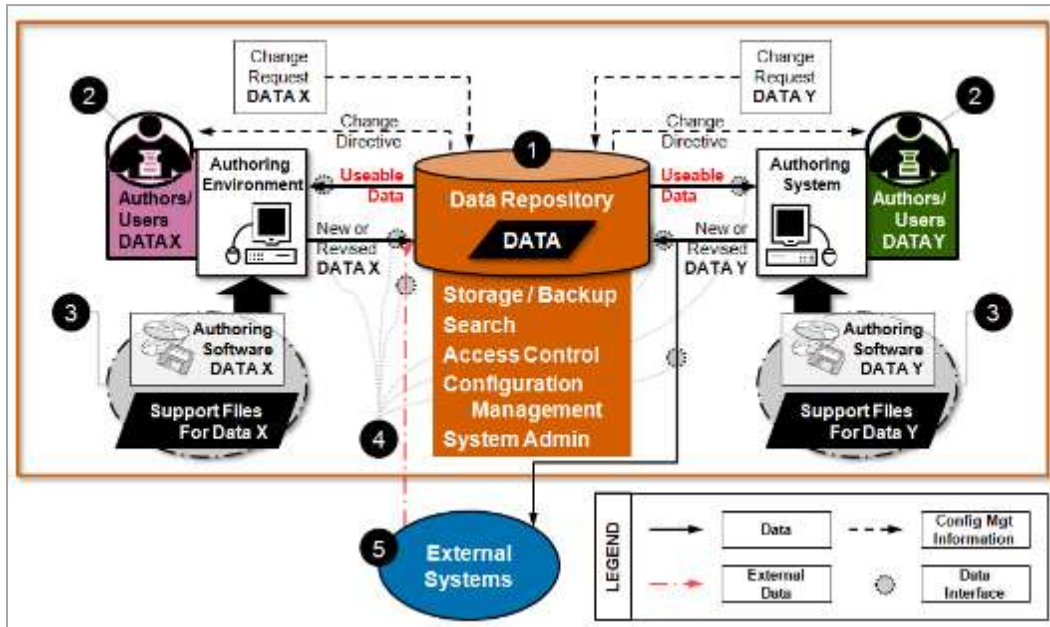 Change
Request
DATA X
Change
Request
DATA Y
2
2
Change
Directive
1
Change
Directive
Authoring
Environment
Useable
Data
Data Repository
DATA
Useable
Data
Authoring
System
Authors/
Users
DATA X
New or
Revised
DATA X
New or
Revised
DATA Y
Authors/
Users
DATA Y
3
Authoring
Software
DATA X
Support Files
For Data X
4
Storage / Backup
Search
Access Control
Configuration
Management
System Admin
3
Authoring
Software
DATA Y
Support Files
For Data Y
5
External
Systems
LEGEND
Data
Config Mgt
Information
External
Data
Data
Interface